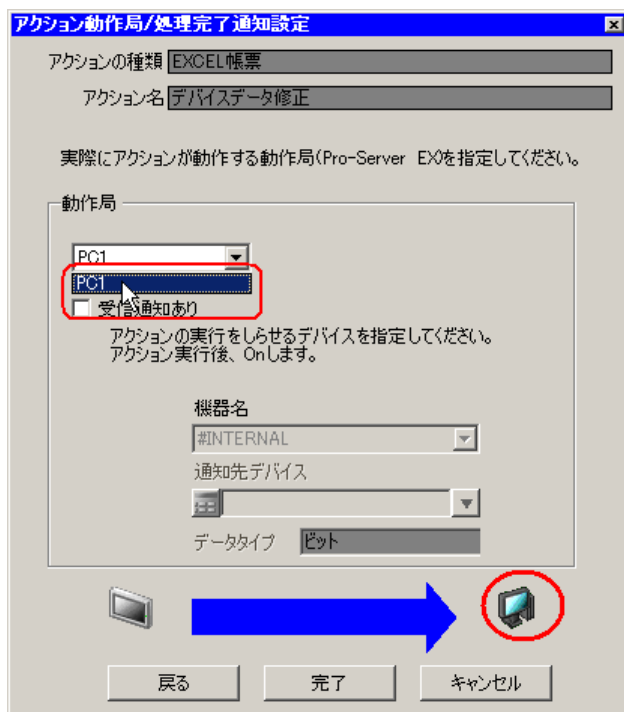 アクション動作局/処理完了通知設定
アクションの種類 EXCEL帳票
アクション名 デバイスデータ修正
実際にアクションが動作する動作局(Pro-Server EX)を指定してください。
動作局
PC1
PC1
受信通知あり
アクションの実行をしらせるデバイスを指定してください。
アクション実行後、Onします。
機器名
#INTERNAL
通知先デバイス
データタイプ ビット
戻る 完了 キャンセル